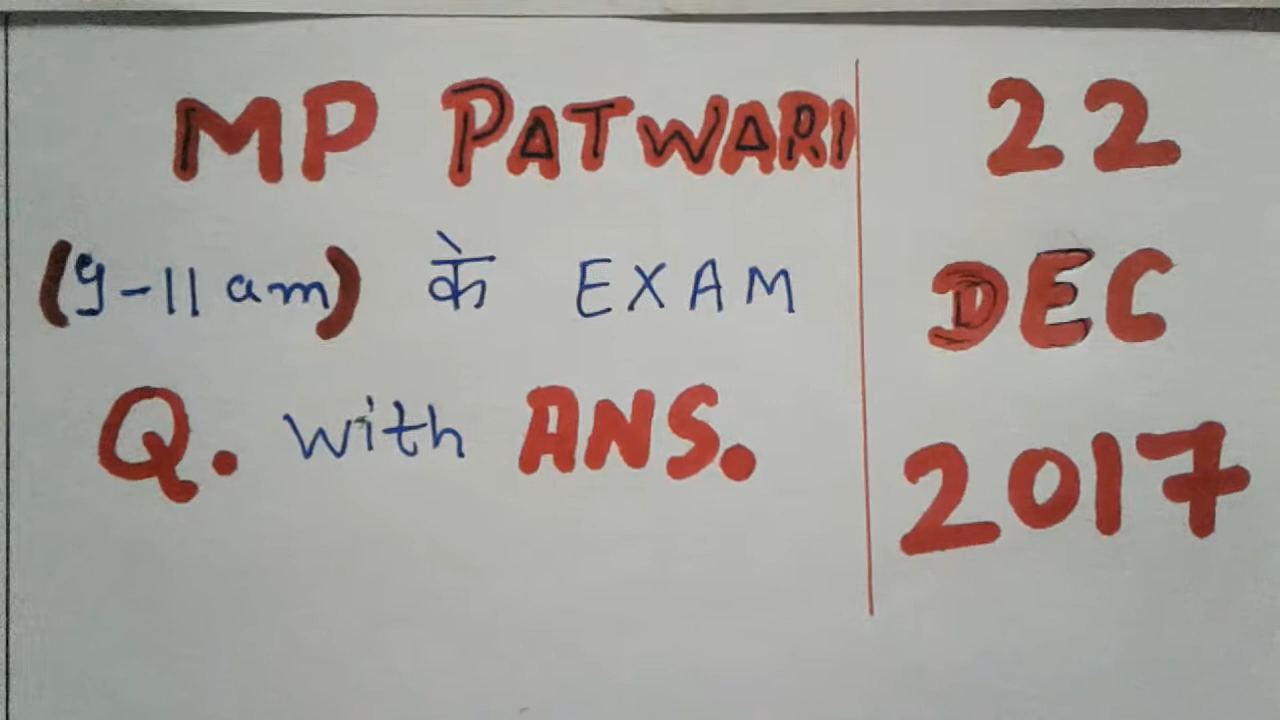 MP PATWARI
(9-11 am) के EXAM
Q. with ANS.
22
DEC
2017